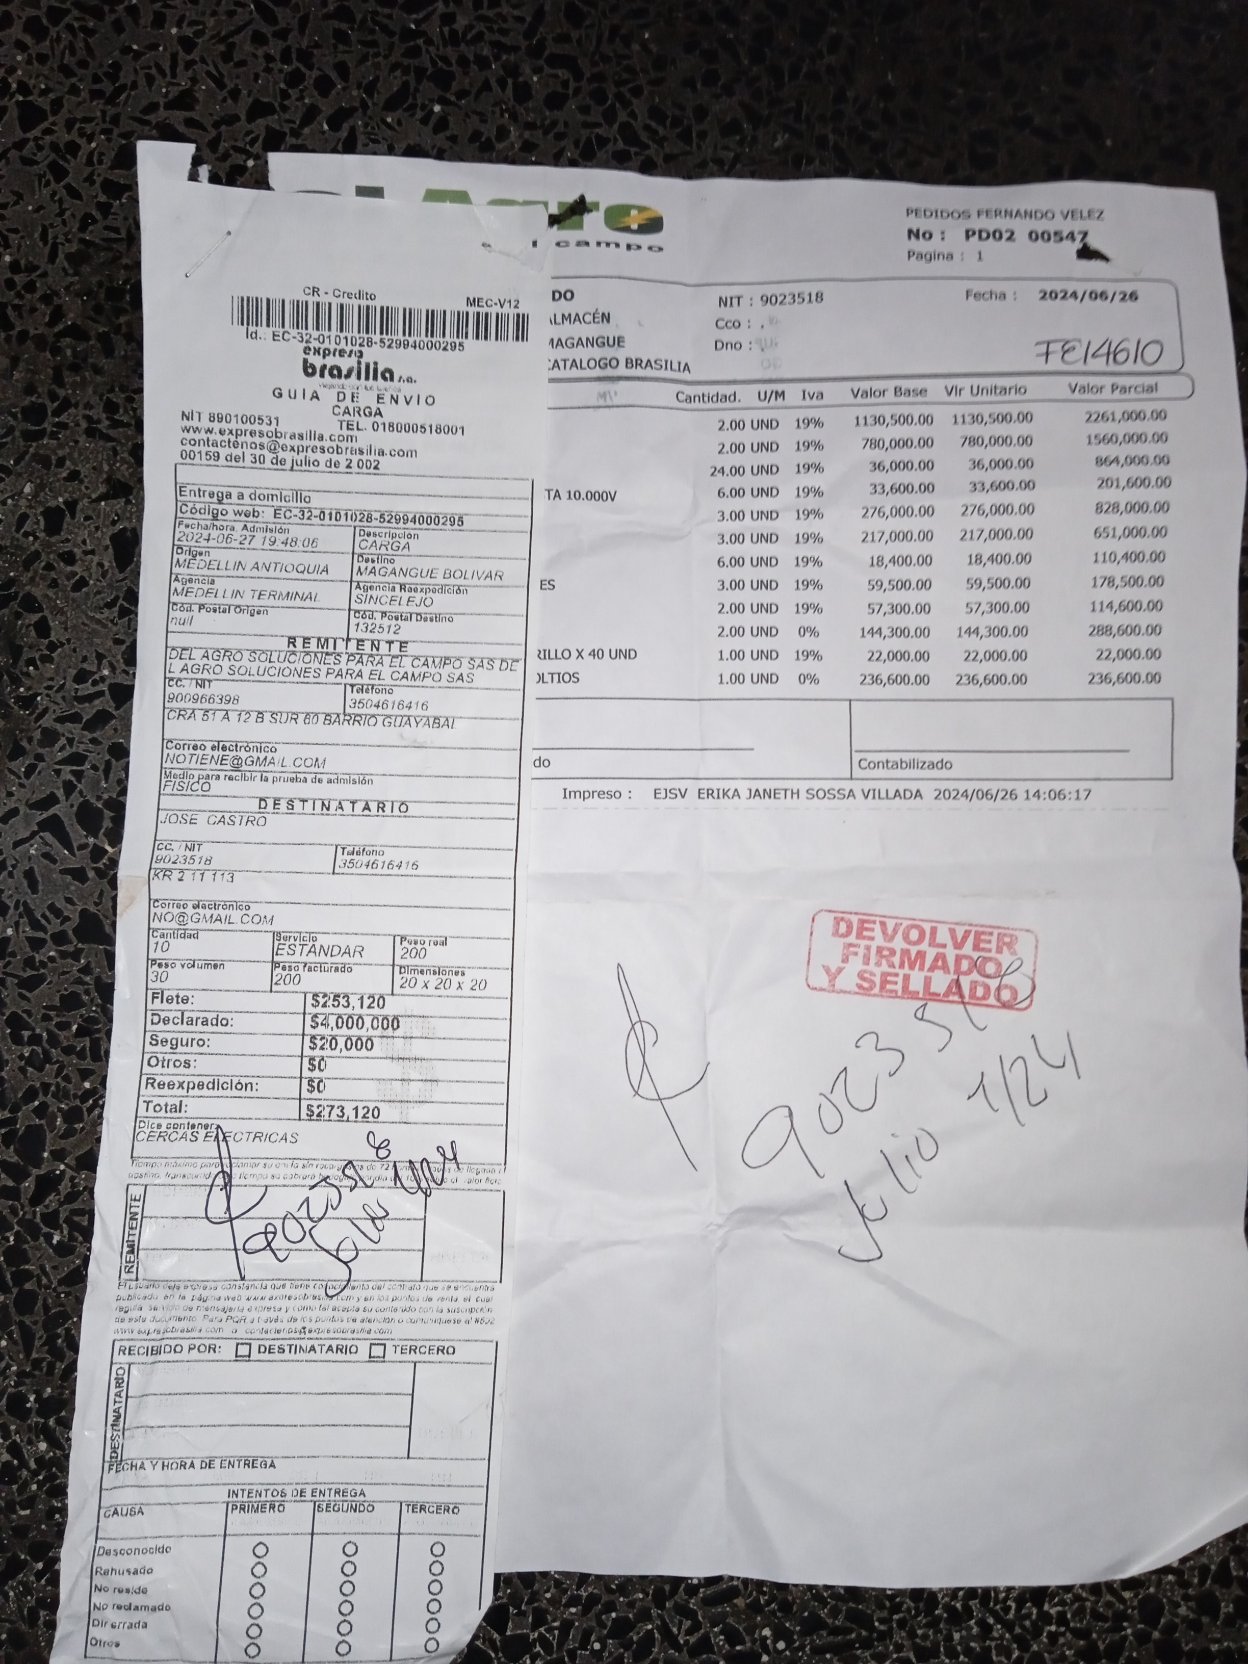 Agro
campo
PEDIDOS FERNANDO VELEZ
No : PD02 00547
Pagina : 1
DO
NIT : 9023518
Fecha : 2024/06/26
ALMACÉN
Cco :
MAGANGUE
Dno :
CATALOGO BRASILIA
FE14610
Cantidad. U/M Iva Valor Base Vlr Unitario Valor Parcial
2.00 UND 19% 1130,500.00 1130,500.00 2261,000.00
2.00 UND 19% 780,000.00 780,000.00 1560,000.00
24.00 UND 19% 36,000.00 36,000.00 864,000.00
TA 10.000V 6.00 UND 19% 33,600.00 33,600.00 201,600.00
3.00 UND 19% 276,000.00 276,000.00 828,000.00
3.00 UND 19% 217,000.00 217,000.00 651,000.00
6.00 UND 19% 18,400.00 18,400.00 110,400.00
ES 3.00 UND 19% 59,500.00 59,500.00 178,500.00
2.00 UND 19% 57,300.00 57,300.00 114,600.00
2.00 UND 0% 144,300.00 144,300.00 288,600.00
RILLO X 40 UND 1.00 UND 19% 22,000.00 22,000.00 22,000.00
OLTIOS 1.00 UND 0% 236,600.00 236,600.00 236,600.00
do
Contabilizado
Impreso : EJSV ERIKA JANETH SOSSA VILLADA 2024/06/26 14:06:17
DEVOLVER
FIRMADO
Y SELLADO
9023518
Julio 1/24
CR - Credito
MEC-V12
Id.: EC-32-0101028-52994000295
expreso
brasilia s.a.
GUIA DE ENVIO
CARGA
NIT 890100531 TEL. 018000518001
www.expresobrasilia.com
contactenos@expresobrasilia.com
00159 del 30 de julio de 2 002
Entrega a domicilio
Código web: EC-32-0101028-52994000295
Fecha/hora. Admisión
2024-06-27 19:48:06
Descripcion
CARGA
Origen
MEDELLIN ANTIOQUIA
Destino
MAGANGUE BOLIVAR
Agencia
MEDELLIN TERMINAL
Agencia Reexpedición
SINCELEJO
Cód. Postal Origen
null
Cód. Postal Destino
132512
REMITENTE
DEL AGRO SOLUCIONES PARA EL CAMPO SAS DE
L AGRO SOLUCIONES PARA EL CAMPO SAS
CC. / NIT
900966398
Teléfono
3504616416
CRA 51 A 12 B SUR 60 BARRIO GUAYABAL
Correo electrónico
NOTIENE@GMAIL.COM
Medio para recibir la prueba de admisión
FISICO
DESTINATARIO
JOSE CASTRO
CC. / NIT
9023518
Teléfono
3504616416
KR 2 11 113
Correo electrónico
NO@GMAIL.COM
Cantidad
10
Servicio
ESTANDAR
Peso real
200
Peso volumen
30
Peso facturado
200
Dimensiones
20 x 20 x 20
Flete: $253,120
Declarado: $4,000,000
Seguro: $20,000
Otros: $0
Reexpedición: $0
Total: $273,120
Dice contener
CERCAS ELECTRICAS
REMITENTE
9023518
RECIBIDO POR: DESTINATARIO TERCERO
DESTINATARIO
FECHA Y HORA DE ENTREGA
INTENTOS DE ENTREGA
CAUSA PRIMERO SEGUNDO TERCERO
Desconocido
Rehusado
No reside
No reclamado
Dir errada
Otros